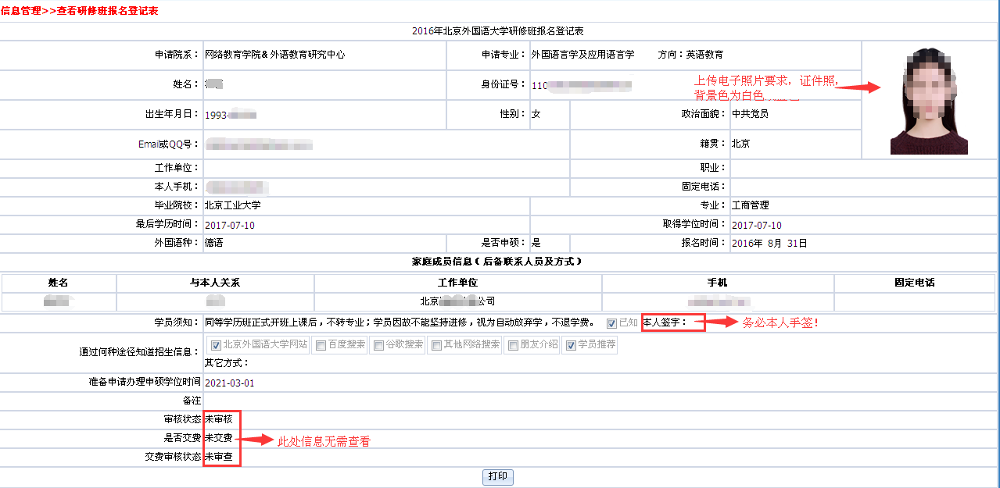 信息管理>>查看研修班报名登记表
2016年北京外国语大学研修班报名登记表
申请院系： 网络教育学院& 外语教育研究中心 申请专业： 外国语言学及应用语言学 方向：英语教育
姓名： 身份证号： 110
上传电子照片要求，证件照，
背景色为白色
出生年月日： 1993- 性别： 女 政治面貌： 中共党员
Email或QQ号： 籍贯： 北京
工作单位： 职业：
本人手机： 固定电话：
毕业院校： 北京工业大学 专业： 工商管理
最后学历时间： 2017-07-10 取得学位时间： 2017-07-10
外国语种： 德语 是否申硕： 是 报名时间： 2016年 8月 31日
家庭成员信息（后备联系人员及方式）
姓名 与本人关系 工作单位 手机 固定电话
北京 公司
学员须知： 同等学历班正式开班上课后，不转专业；学员因故不能坚持进修，视为自动放弃学，不退学费。 已知 本人签字： 务必本人手签！
通过何种途径知道招生信息： 北京外国语大学网站 百度搜索 谷歌搜索 其他网络搜索 朋友介绍 学员推荐
其它方式：
准备申请办理申硕学位时间 2021-03-01
备注
审核状态 未审核
是否交费 未交费 此处信息无需查看
交费审核状态 未审查
打印